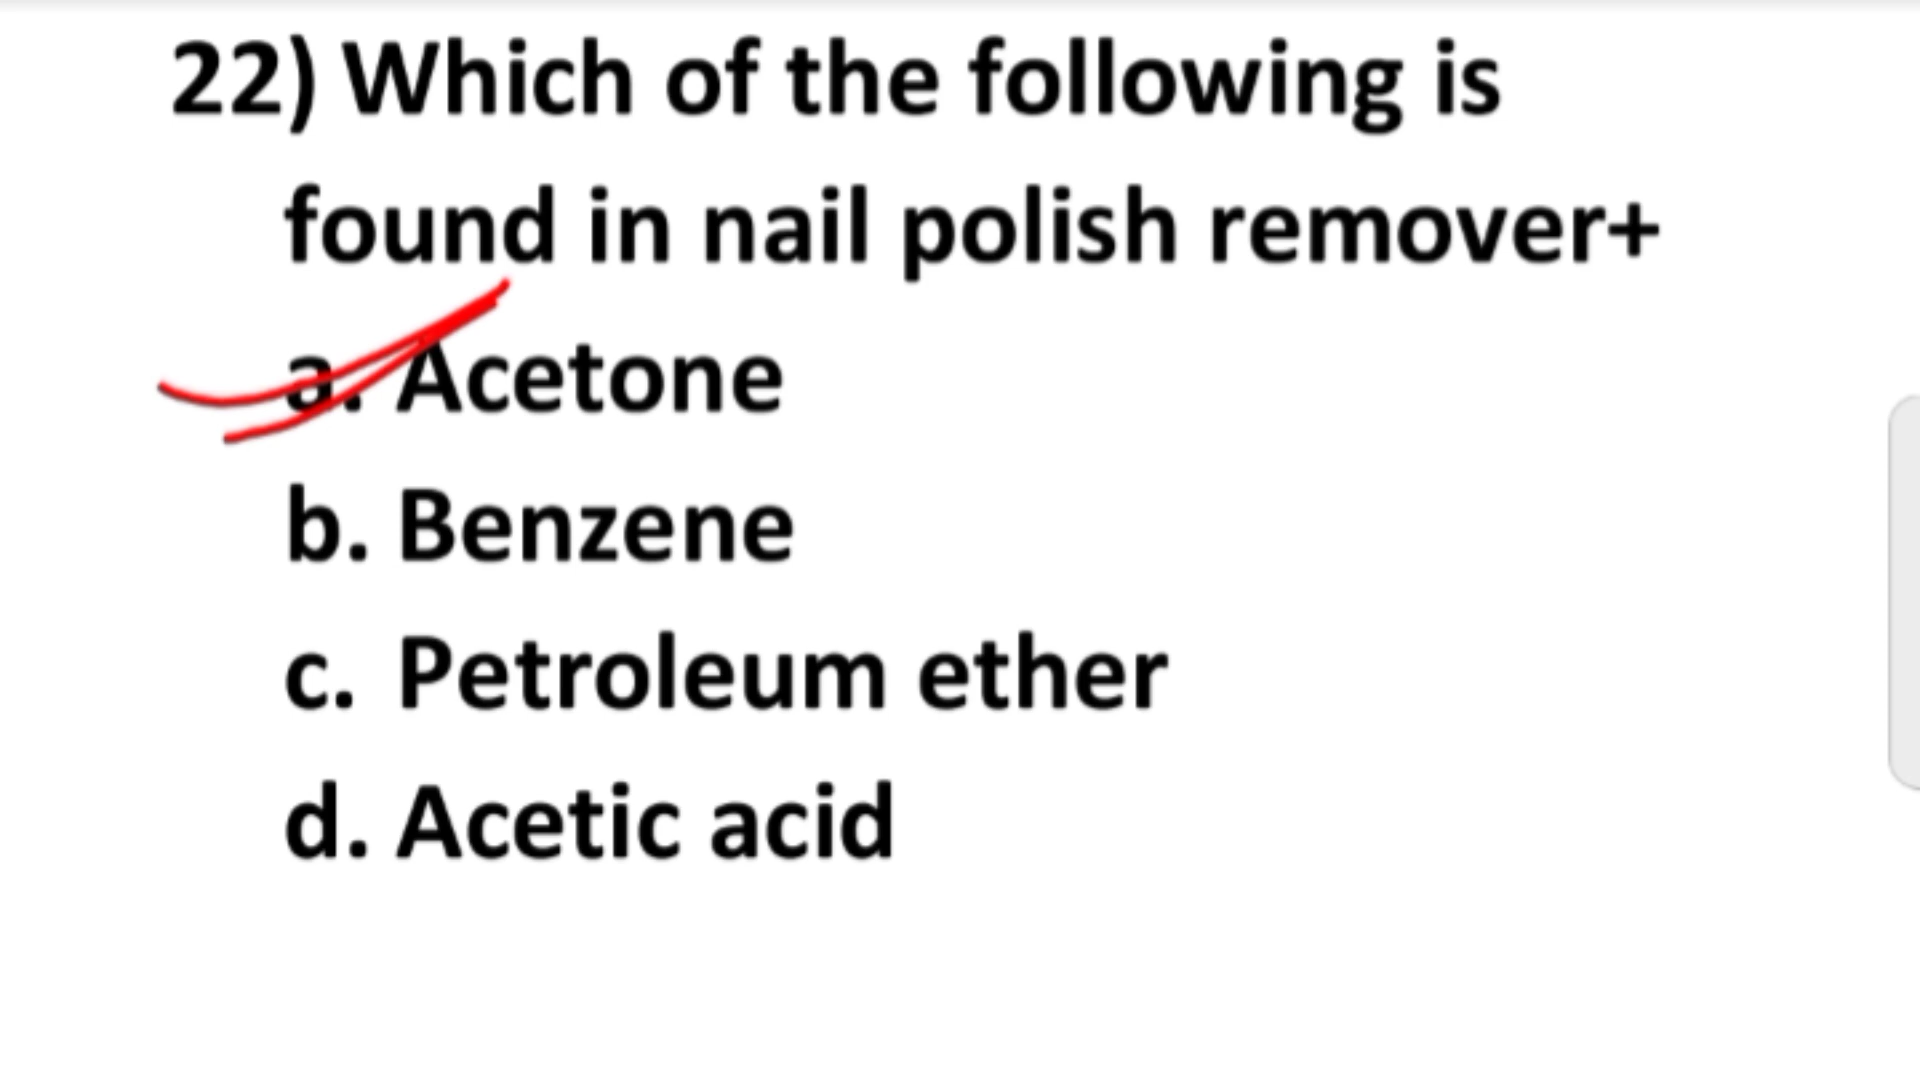 22) Which of the following is
found in nail polish remover+
a. Acetone
b. Benzene
c. Petroleum ether
d. Acetic acid